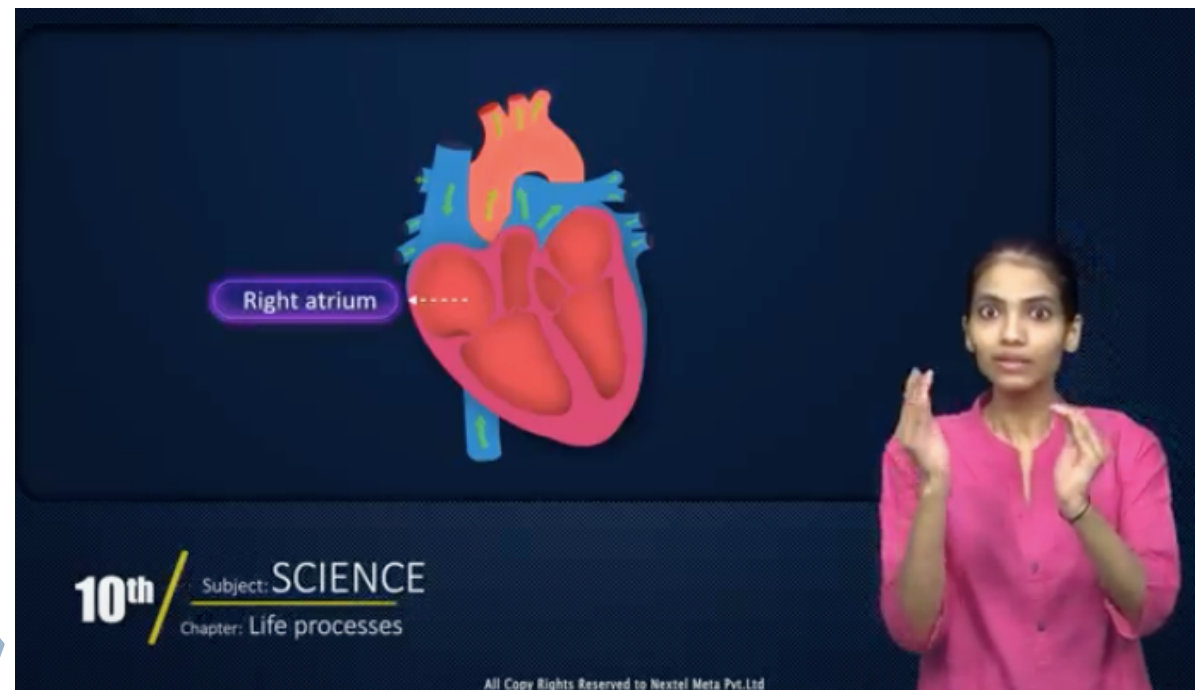 Right atrium
10th
Subject: SCIENCE
Chapter: Life processes
All Copy Rights Reserved to Nextel Meta Pvt.Ltd